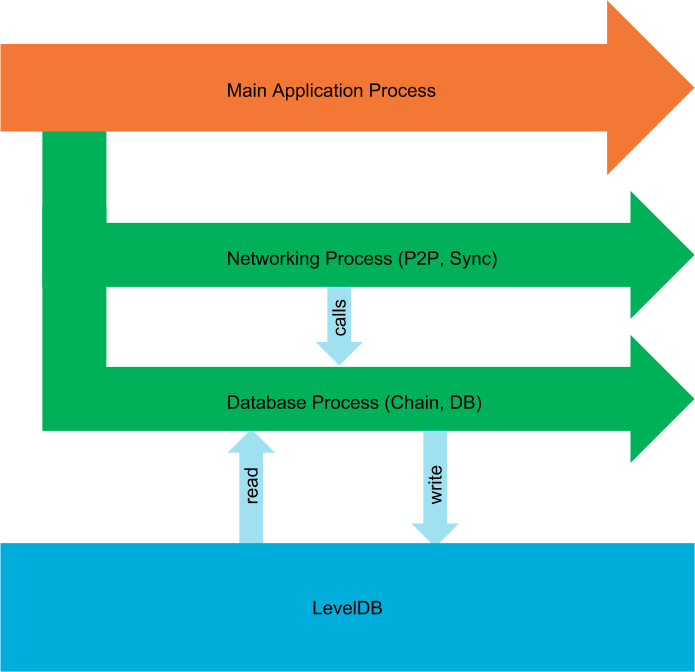 Main Application Process
Networking Process (P2P, Sync)
calls
Database Process (Chain, DB)
read
write
LevelDB